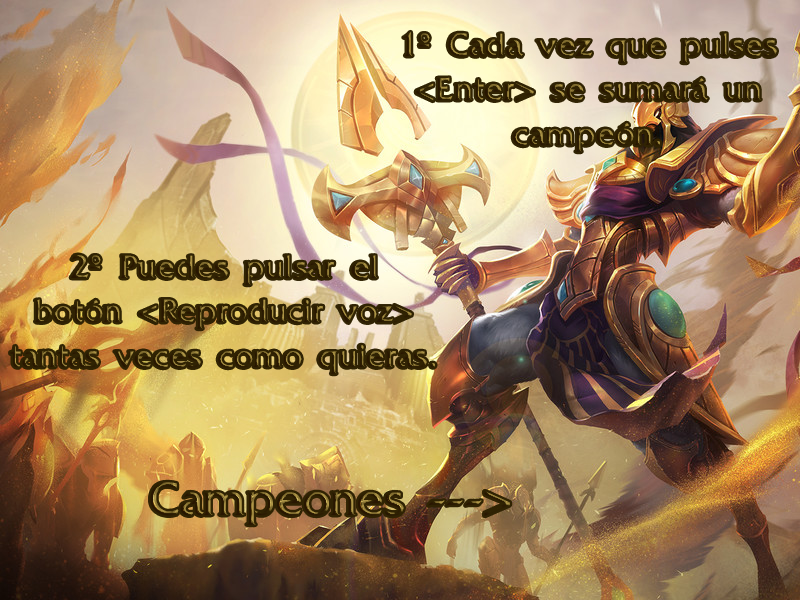 1º Cada vez que pulses
<Enter> se sumará un
campeón.
2º Puedes pulsar el
botón <Reproducir voz>
tantas veces como quieras.
Campeones --->